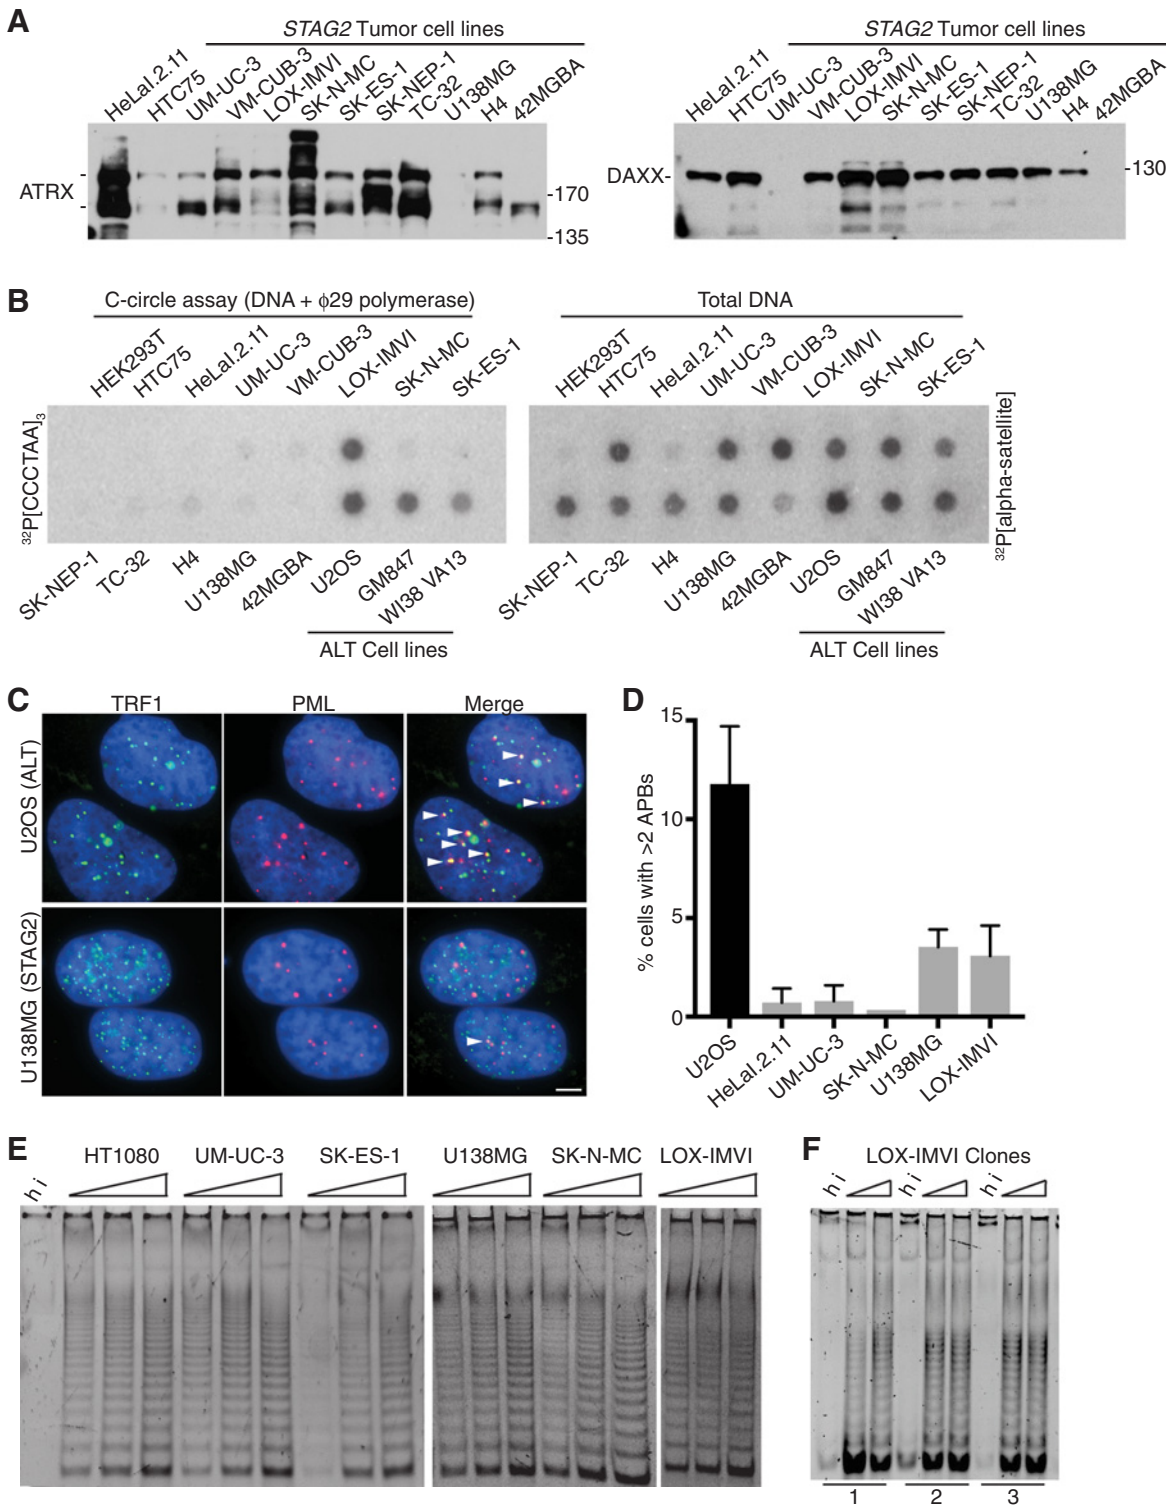 A
STAG2 Tumor cell lines
HeLaI.2.11
HTC75
UM-UC-3
VM-CUB-3
LOX-IMVI
SK-N-MC
SK-ES-1
SK-NEP-1
TC-32
U138MG
H4
42MGBA
ATRX
-170
-135
STAG2 Tumor cell lines
HeLaI.2.11
HTC75
UM-UC-3
VM-CUB-3
LOX-IMVI
SK-N-MC
SK-ES-1
SK-NEP-1
TC-32
U138MG
H4
42MGBA
DAXX-
-130
B
C-circle assay (DNA + ϕ29 polymerase)
HEK293T
HTC75
HeLaI.2.11
UM-UC-3
VM-CUB-3
LOX-IMVI
SK-N-MC
SK-ES-1
32P[CCCTAA]3
SK-NEP-1
TC-32
H4
U138MG
42MGBA
U2OS
GM847
WI38 VA13
ALT Cell lines
Total DNA
HEK293T
HTC75
HeLaI.2.11
UM-UC-3
VM-CUB-3
LOX-IMVI
SK-N-MC
SK-ES-1
32P[alpha-satellite]
SK-NEP-1
TC-32
H4
U138MG
42MGBA
U2OS
GM847
WI38 VA13
ALT Cell lines
C
TRF1
PML
Merge
U2OS (ALT)
U138MG (STAG2)
D
% cells with >2 APBs
15
10
5
0
U2OS
HeLaI.2.11
UM-UC-3
SK-N-MC
U138MG
LOX-IMVI
E
hi
HT1080
UM-UC-3
SK-ES-1
U138MG
SK-N-MC
LOX-IMVI
F
LOX-IMVI Clones
hi
hi
hi
1
2
3